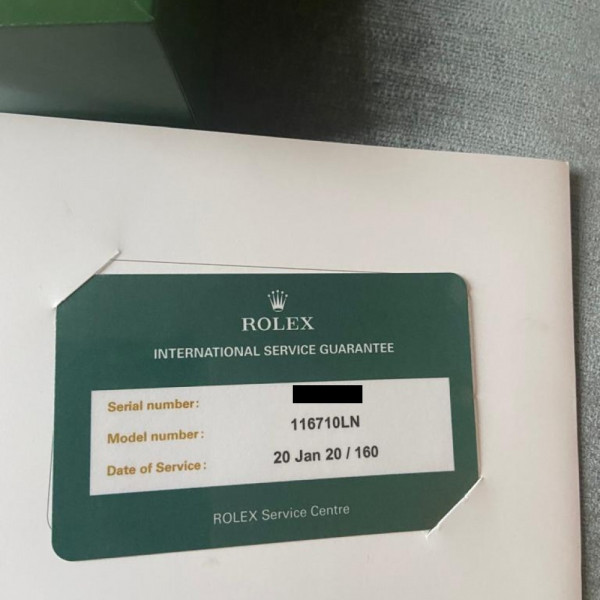 ROLEX
INTERNATIONAL SERVICE GUARANTEE
Serial number:
Model number: 116710LN
Date of Service: 20 Jan 20 / 160
ROLEX Service Centre